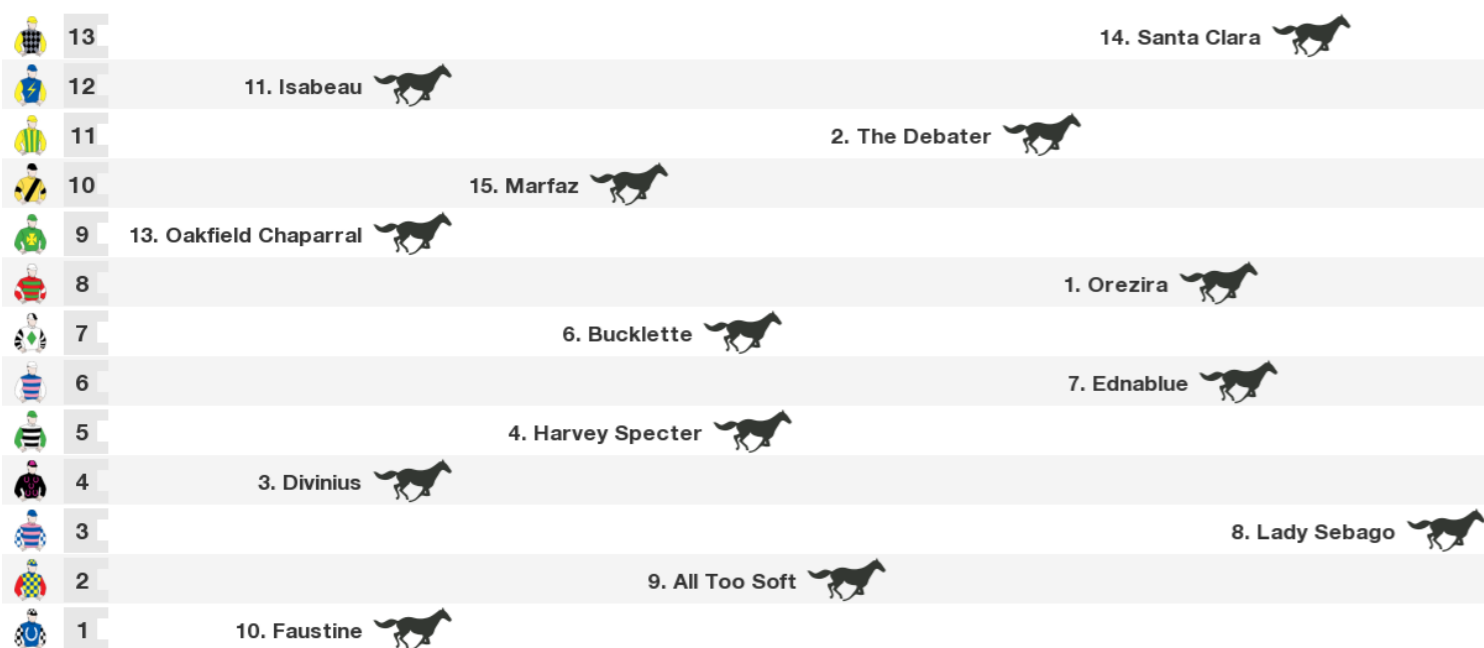 13 14. Santa Clara
12 11. Isabeau
11 2. The Debater
10 15. Marfaz
9 13. Oakfield Chaparral
8 1. Orezira
7 6. Bucklette
6 7. Ednablue
5 4. Harvey Specter
4 3. Divinius
3 8. Lady Sebago
2 9. All Too Soft
1 10. Faustine